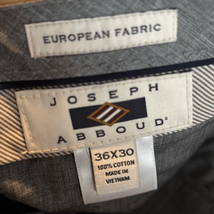 EUROPEAN FABRIC
JOSEPH
ABBOUD®
36X30
100% COTTON
MADE IN
VIETNAM